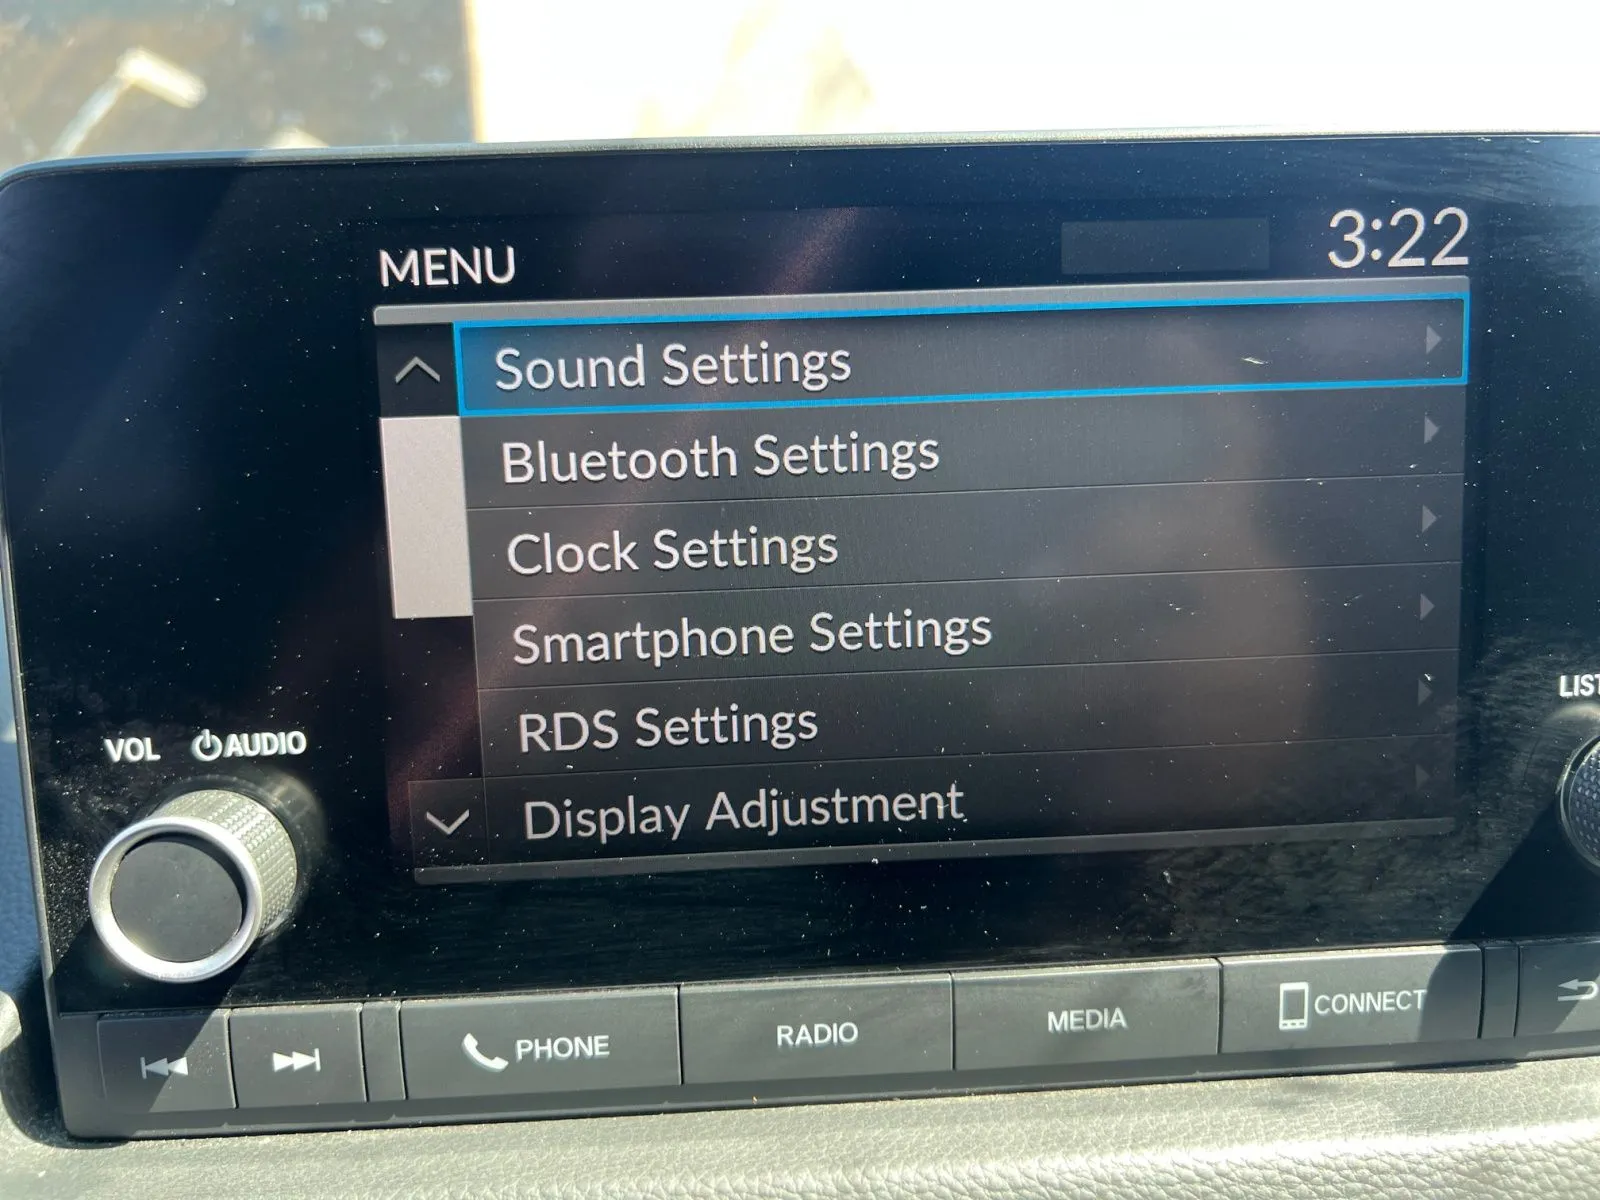 MENU
3:22
Sound Settings
Bluetooth Settings
Clock Settings
Smartphone Settings
RDS Settings
Display Adjustment
VOL AUDIO
LIST
PHONE
RADIO
MEDIA
CONNECT